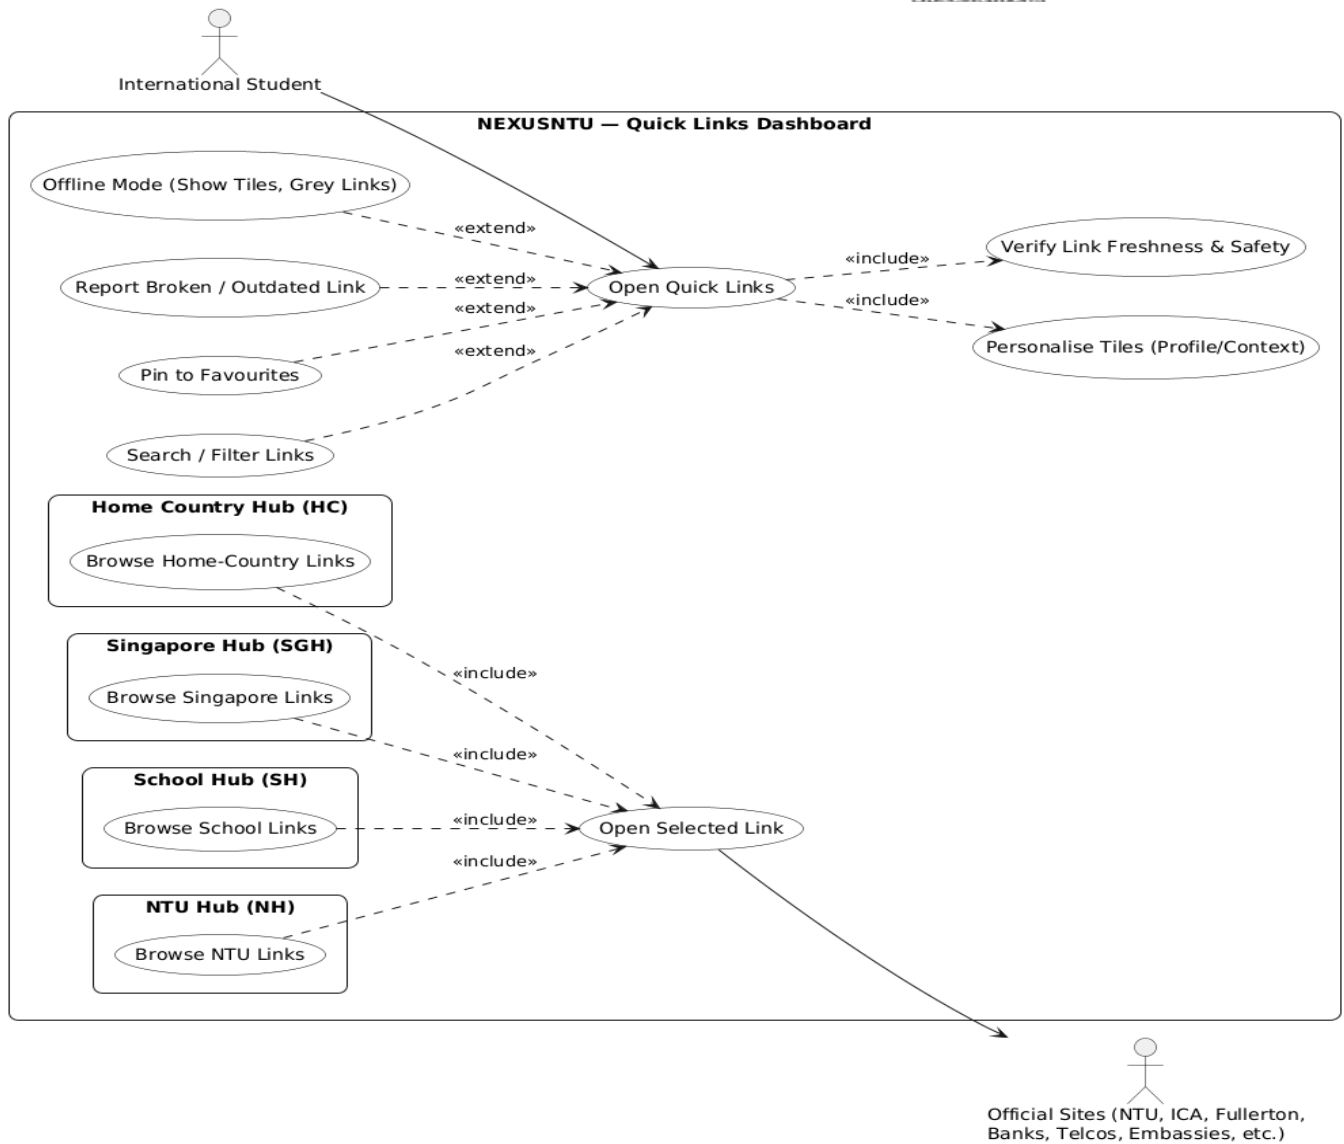 International Student
NEXUSNTU — Quick Links Dashboard
Offline Mode (Show Tiles, Grey Links)
«extend»
Verify Link Freshness & Safety
«include»
Report Broken / Outdated Link
«extend»
Open Quick Links
«include»
«extend»
Personalise Tiles (Profile/Context)
«extend»
Pin to Favourites
Search / Filter Links
Home Country Hub (HC)
Browse Home-Country Links
Singapore Hub (SGH)
«include»
Browse Singapore Links
«include»
School Hub (SH)
«include»
Browse School Links
Open Selected Link
«include»
NTU Hub (NH)
Browse NTU Links
Official Sites (NTU, ICA, Fullerton,
Banks, Telcos, Embassies, etc.)